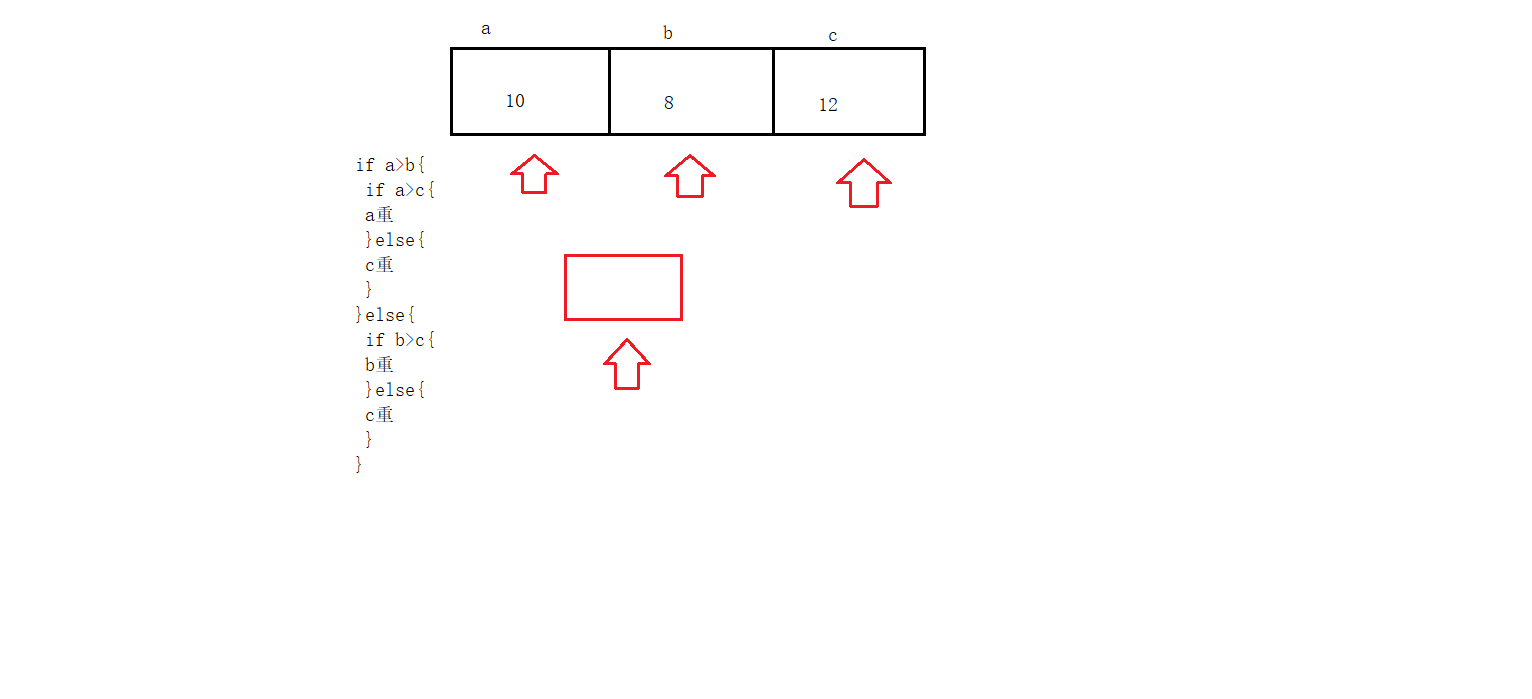 a b c
10 8 12
if a>b{
if a>c{
a重
}else{
c重
}
}else{
if b>c{
b重
}else{
c重
}
}